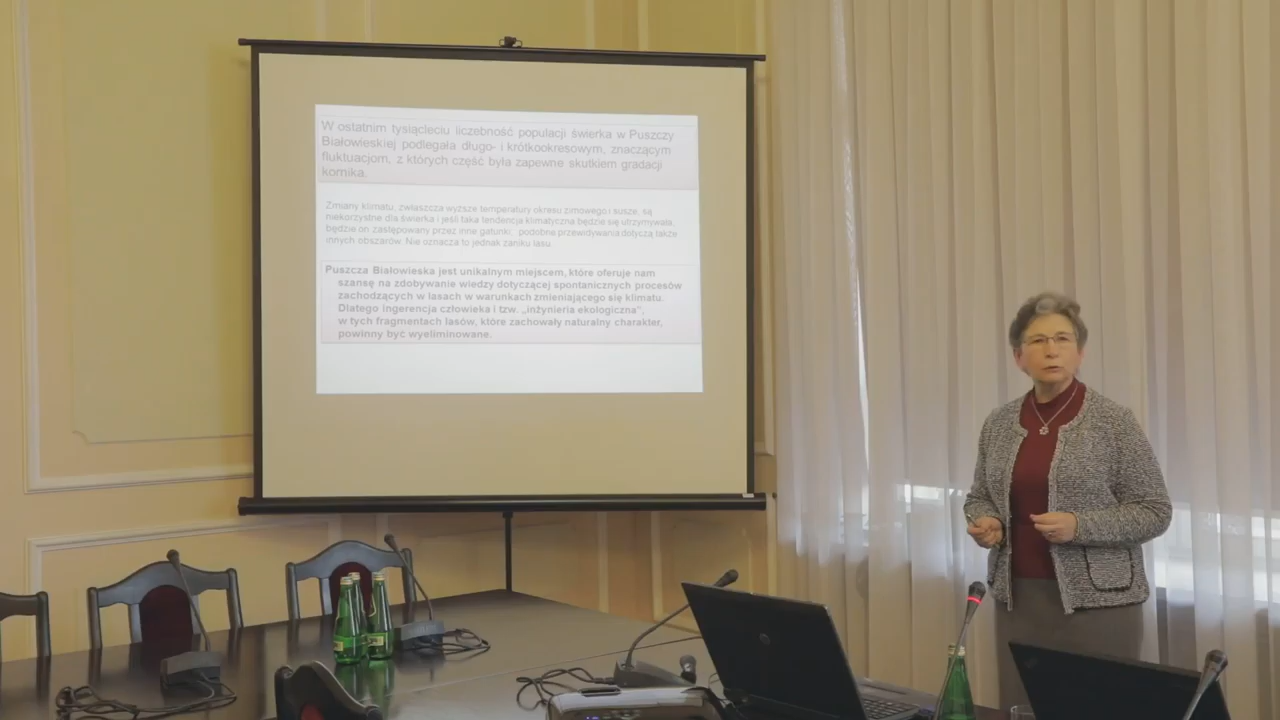 W ostatnim tysiącleciu liczebność populacji świerka w Puszczy
Białowieskiej podlegała długo- i krótkookresowym, znaczącym
fluktuacjom, z których część była zapewne skutkiem gradacji
kornika.
Zmiany klimatu, zwłaszcza wyższe temperatury okresu zimowego i susze, są
niekorzystne dla świerka i jeśli taka tendencja klimatyczna będzie się utrzymywała,
będzie on zastępowany przez inne gatunki: podobne przewidywania dotyczą także
innych obszarów. Nie oznacza to jednak zaniku lasu.
Puszcza Białowieska jest unikalnym miejscem, które oferuje nam
szansę na zdobywanie wiedzy dotyczącej spontanicznych procesów
zachodzących w lasach w warunkach zmieniającego się klimatu.
Dlatego ingerencja człowieka i tzw. „inżynieria ekologiczna”,
w tych fragmentach lasów, które zachowały naturalny charakter,
powinny być wyeliminowane.